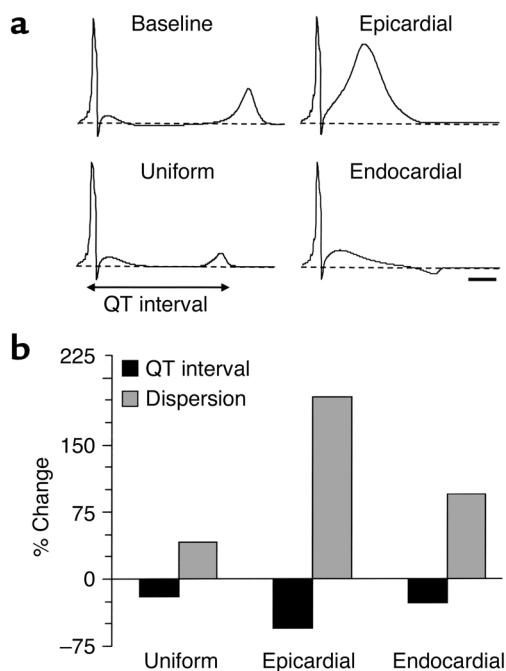 a
Baseline
Epicardial
Uniform
Endocardial
QT interval
b
225
QT interval
Dispersion
150
75
0
–75
% Change
Uniform Epicardial Endocardial